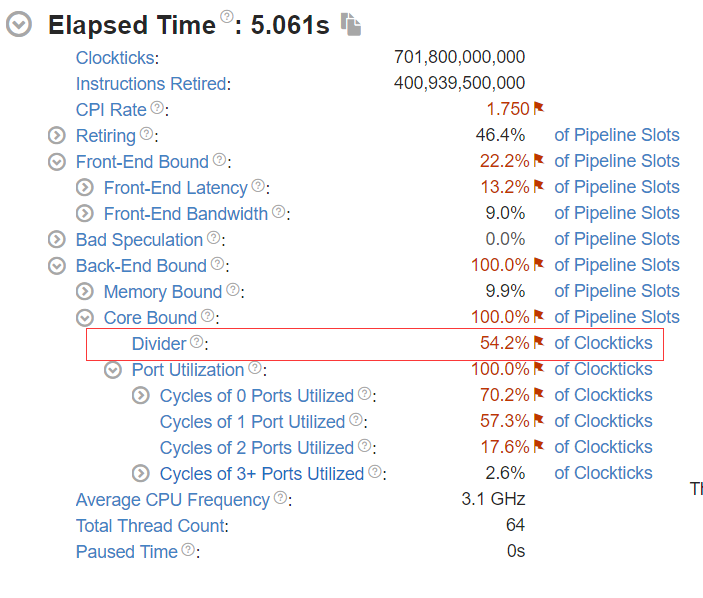 Elapsed Time ?: 5.061s
Clockticks: 701,800,000,000
Instructions Retired: 400,939,500,000
CPI Rate ?: 1.750
Retiring ?: 46.4% of Pipeline Slots
Front-End Bound ?: 22.2% of Pipeline Slots
Front-End Latency ?: 13.2% of Pipeline Slots
Front-End Bandwidth ?: 9.0% of Pipeline Slots
Bad Speculation ?: 0.0% of Pipeline Slots
Back-End Bound ?: 100.0% of Pipeline Slots
Memory Bound ?: 9.9% of Pipeline Slots
Core Bound ?: 100.0% of Pipeline Slots
Divider ?: 54.2% of Clockticks
Port Utilization ?: 100.0% of Clockticks
Cycles of 0 Ports Utilized ?: 70.2% of Clockticks
Cycles of 1 Port Utilized ?: 57.3% of Clockticks
Cycles of 2 Ports Utilized ?: 17.6% of Clockticks
Cycles of 3+ Ports Utilized ?: 2.6% of Clockticks
Average CPU Frequency ?: 3.1 GHz
Total Thread Count: 64
Paused Time ?: 0s